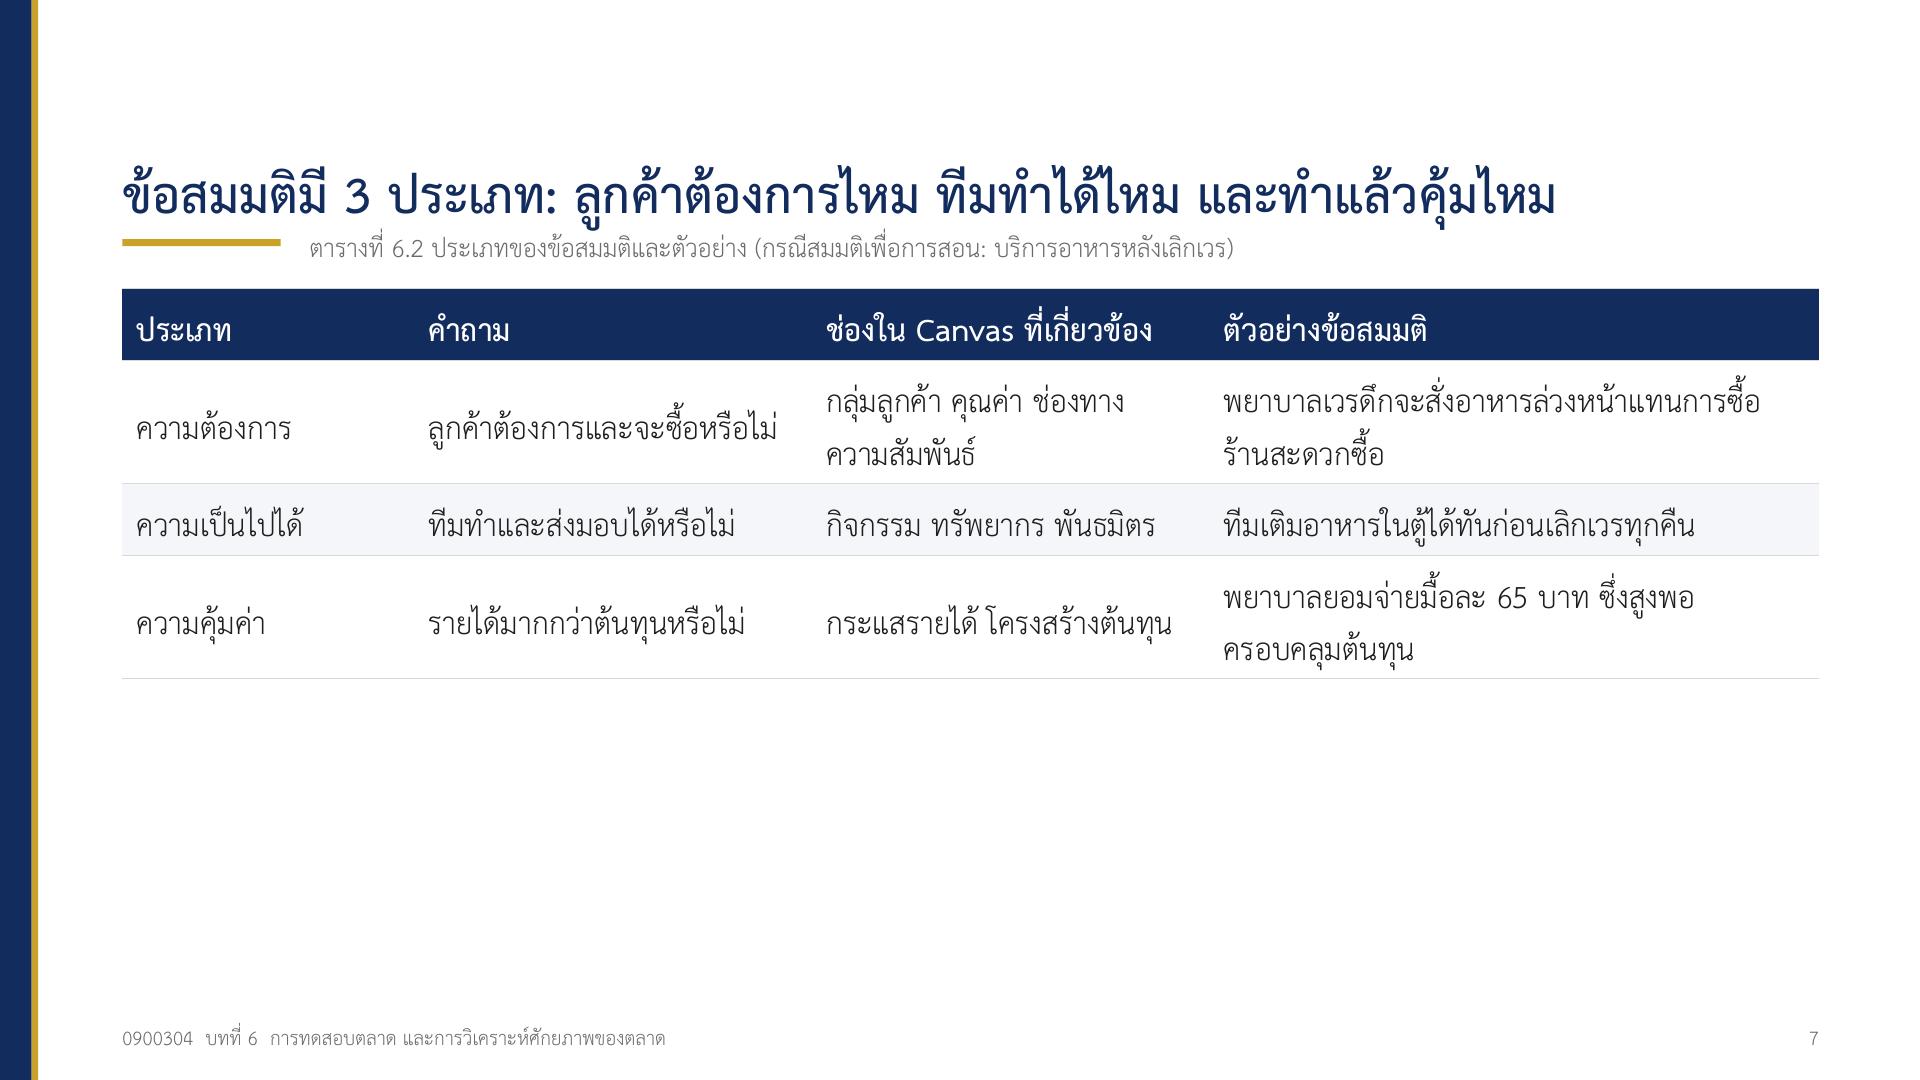 ข้อสมมติมี 3 ประเภท: ลูกค้าต้องการไหม ทีมทำได้ไหม และทำแล้วคุ้มไหม
ตารางที่ 6.2 ประเภทของข้อสมมติและตัวอย่าง (กรณีสมมติเพื่อการสอน: บริการอาหารหลังเลิกเวร)
ประเภท คำถาม ช่องใน Canvas ที่เกี่ยวข้อง ตัวอย่างข้อสมมติ
ความต้องการ ลูกค้าต้องการและจะซื้อหรือไม่ กลุ่มลูกค้า คุณค่า ช่องทาง พยาบาลเวรดึกจะสั่งอาหารล่วงหน้าแทนการซื้อ
ความสัมพันธ์ ร้านสะดวกซื้อ
ความเป็นไปได้ ทีมทำและส่งมอบได้หรือไม่ กิจกรรม ทรัพยากร พันธมิตร ทีมเติมอาหารในตู้ได้ทันก่อนเลิกเวรทุกคืน
ความคุ้มค่า รายได้มากกว่าต้นทุนหรือไม่ กระแสรายได้ โครงสร้างต้นทุน พยาบาลยอมจ่ายมื้อละ 65 บาท ซึ่งสูงพอ
ครอบคลุมต้นทุน
0900304 บทที่ 6 การทดสอบตลาด และการวิเคราะห์ศักยภาพของตลาด 7